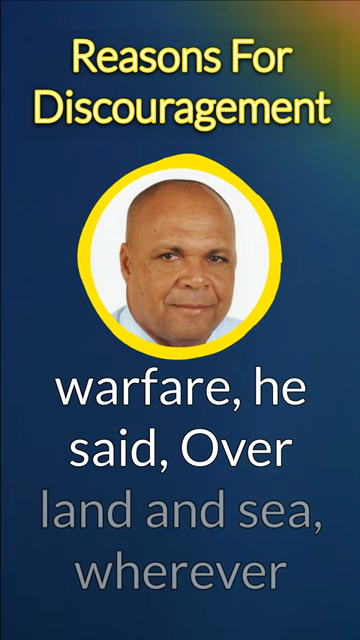 Reasons For
Discouragement
warfare, he
said, Over
land and sea,
wherever